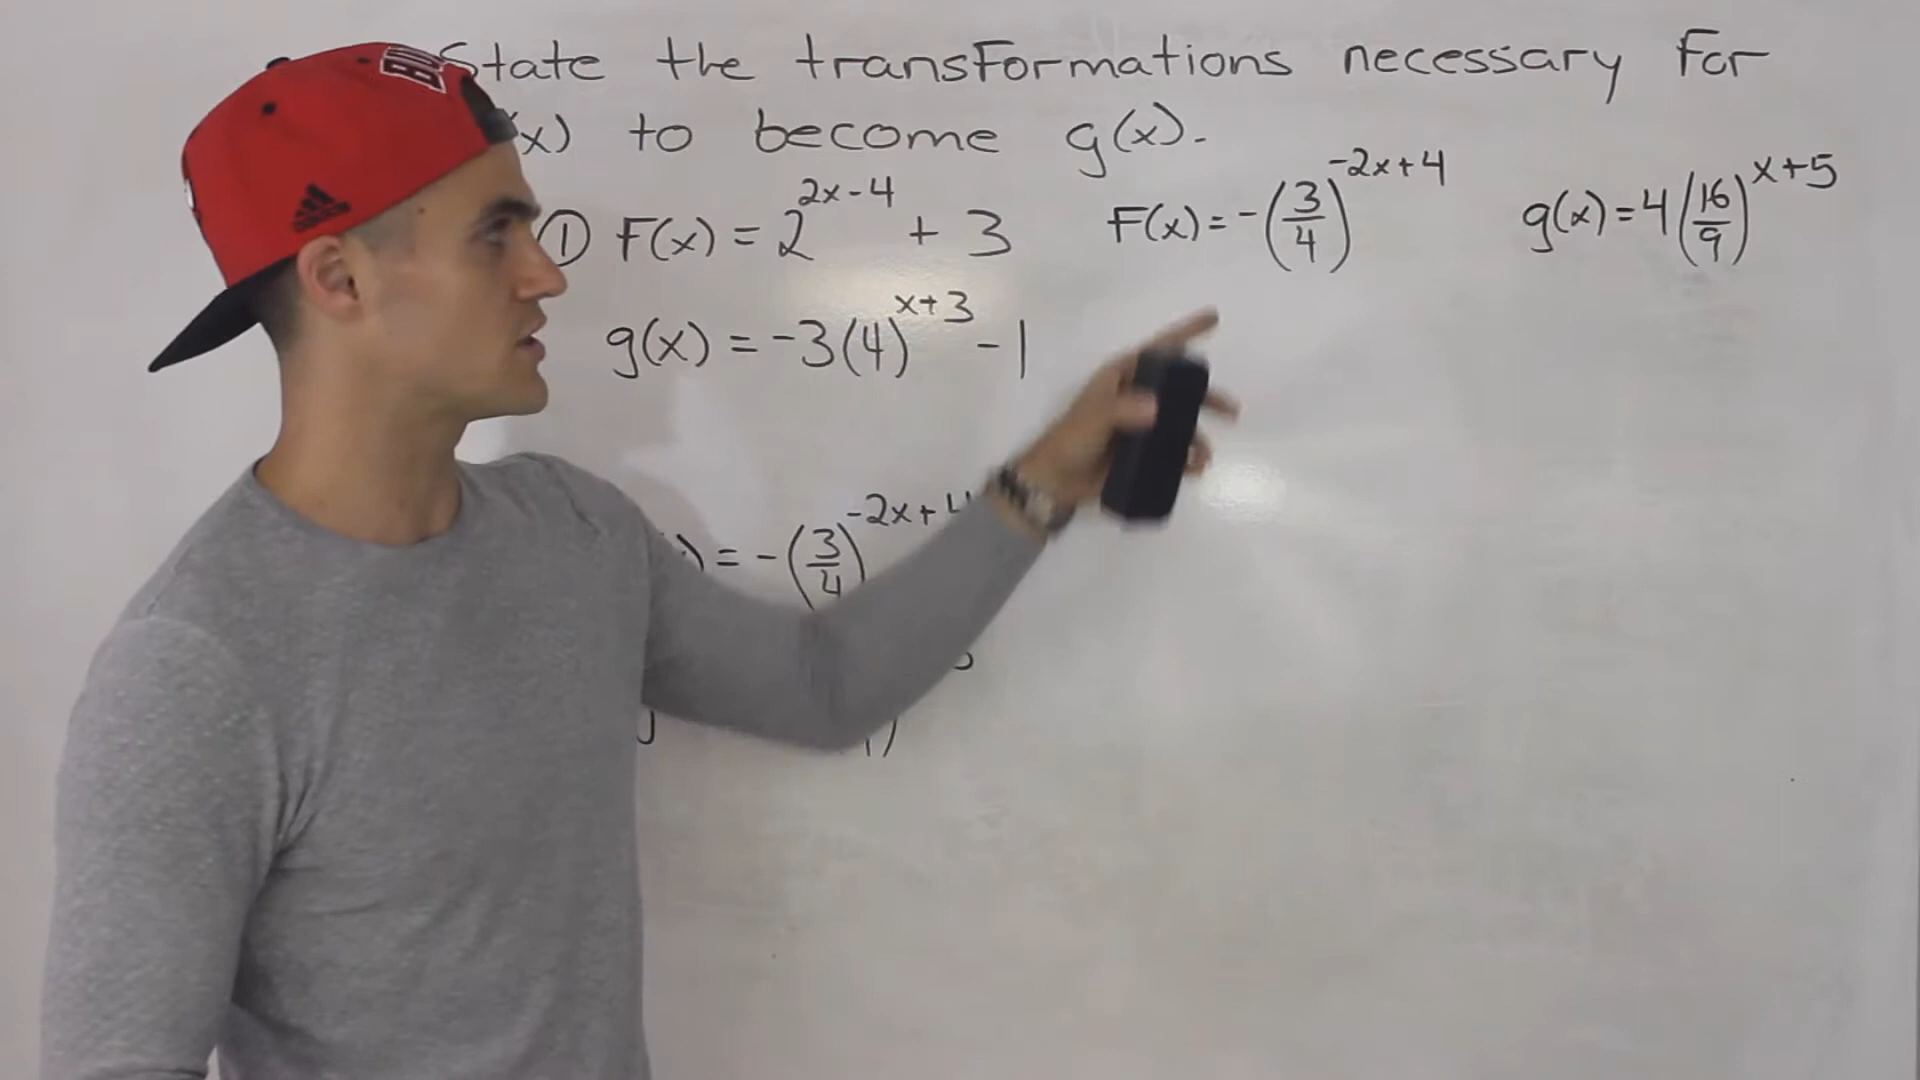 State the transformations necessary for
(x) to become g(x).
① F(x) = 2^{2x-4} + 3
g(x) = -3(4)^{x+3} - 1
F(x) = -(3/4)^{-2x+4}
g(x) = 4(16/9)^{x+5}
) = -(3/4)^{-2x+4}